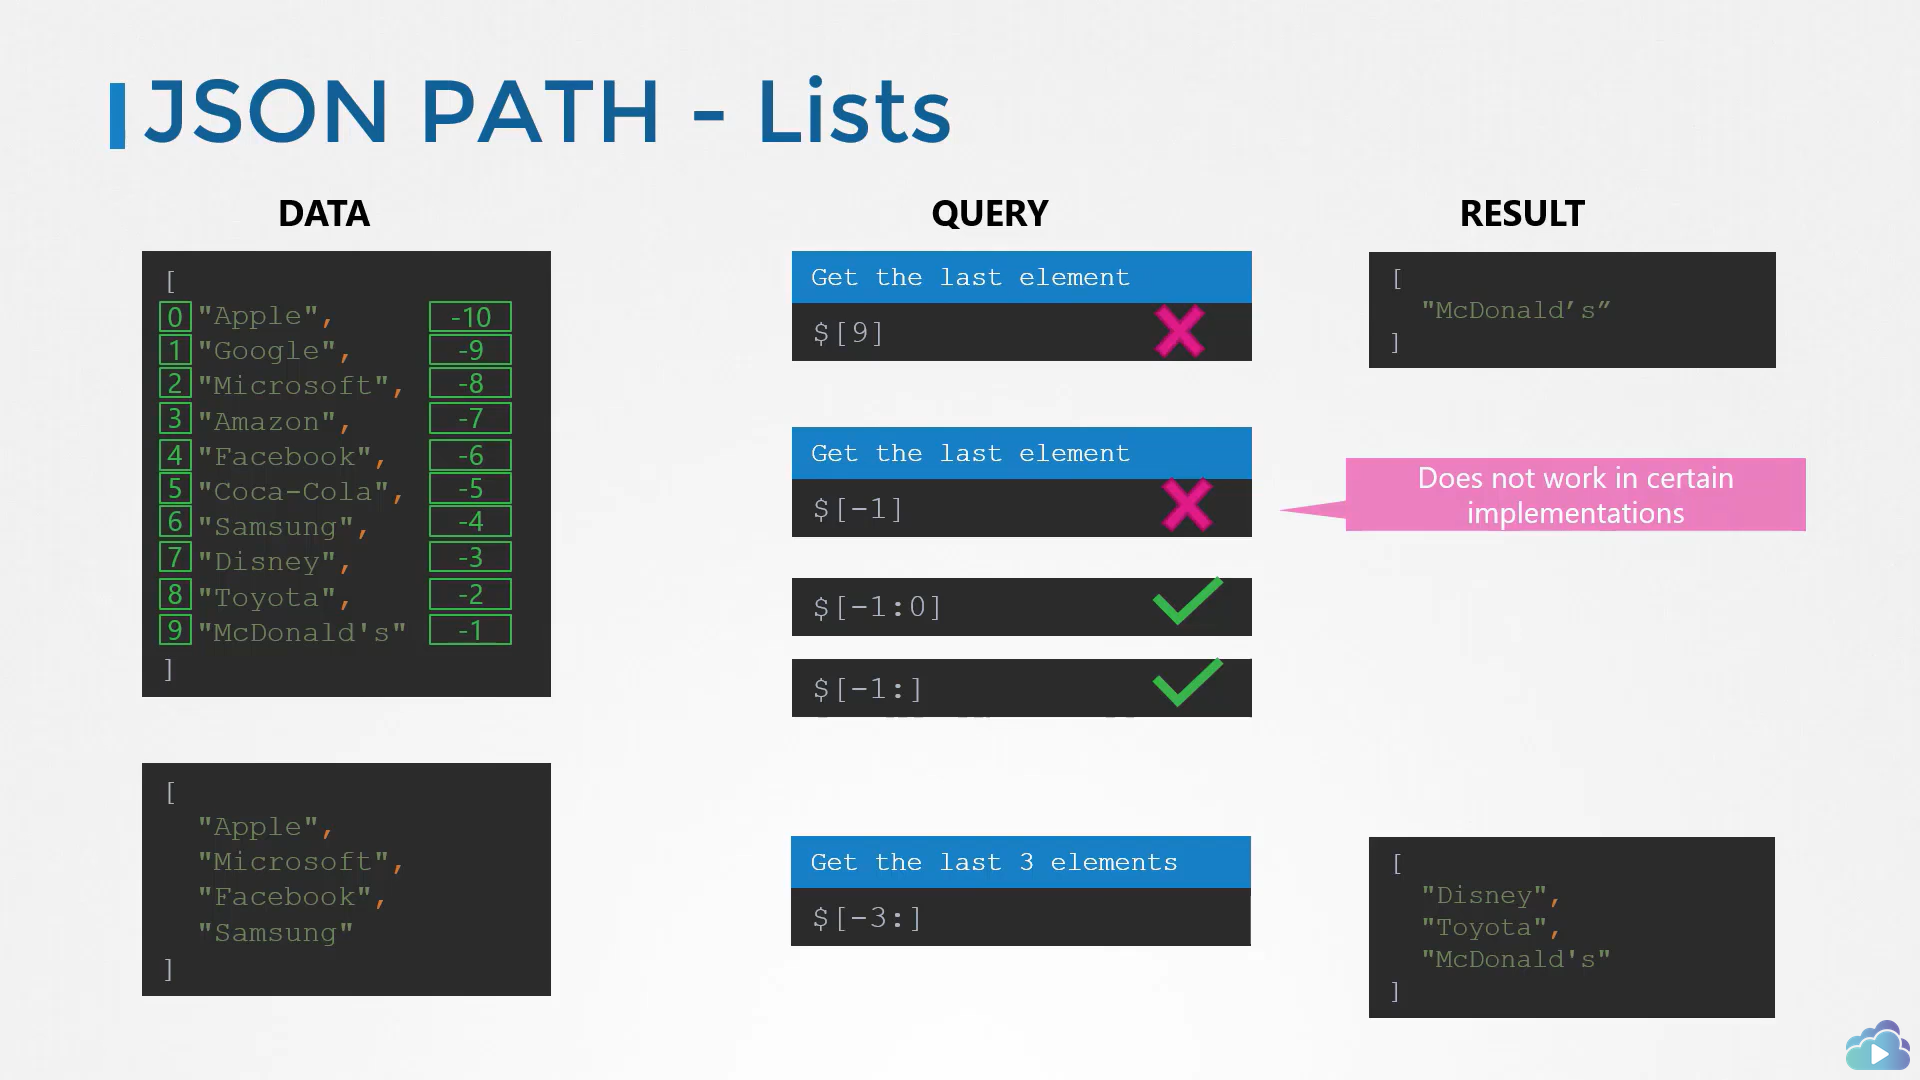 JSON PATH - Lists
DATA
QUERY
RESULT
[
0 "Apple", -10
1 "Google", -9
2 "Microsoft", -8
3 "Amazon", -7
4 "Facebook", -6
5 "Coca-Cola", -5
6 "Samsung", -4
7 "Disney", -3
8 "Toyota", -2
9 "McDonald's" -1
]
Get the last element
$[9]
[
"McDonald’s”
]
Get the last element
$[-1]
Does not work in certain
implementations
$[-1:0]
$[-1:]
[
"Apple",
"Microsoft",
"Facebook",
"Samsung"
]
Get the last 3 elements
$[-3:]
[
"Disney",
"Toyota",
"McDonald's"
]